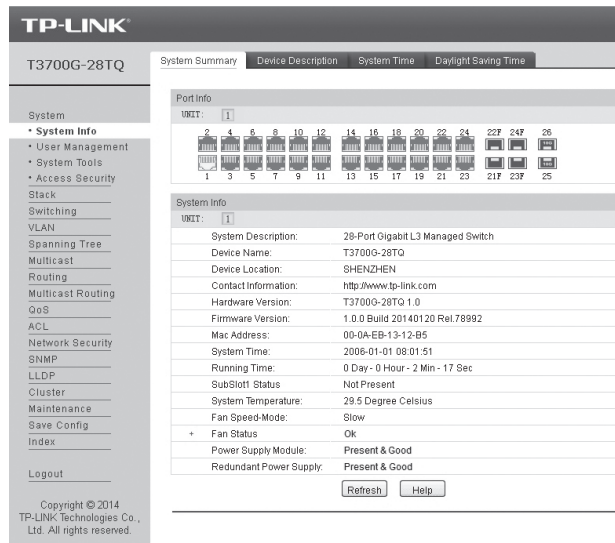 TP-LINK®
T3700G-28TQ
System Summary Device Description System Time Daylight Saving Time
System
• System Info
• User Management
• System Tools
• Access Security
Stack
Switching
VLAN
Spanning Tree
Multicast
Routing
Multicast Routing
QoS
ACL
Network Security
SNMP
LLDP
Cluster
Maintenance
Save Config
Index
Logout
Copyright © 2014
TP-LINK Technologies Co.,
Ltd. All rights reserved.
Port Info
UNIT: 1
2 4 6 8 10 12 14 16 18 20 22 24 22F 24F 26
1 3 5 7 9 11 13 15 17 19 21 23 21F 23F 25
System Info
UNIT: 1
System Description: 28-Port Gigabit L3 Managed Switch
Device Name: T3700G-28TQ
Device Location: SHENZHEN
Contact Information: http://www.tp-link.com
Hardware Version: T3700G-28TQ 1.0
Firmware Version: 1.0.0 Build 20140120 Rel.78992
Mac Address: 00-0A-EB-13-12-B5
System Time: 2006-01-01 08:01:51
Running Time: 0 Day - 0 Hour - 2 Min - 17 Sec
SubSlot1 Status Not Present
System Temperature: 29.5 Degree Celsius
Fan Speed-Mode: Slow
+ Fan Status Ok
Power Supply Module: Present & Good
Redundant Power Supply: Present & Good
Refresh Help